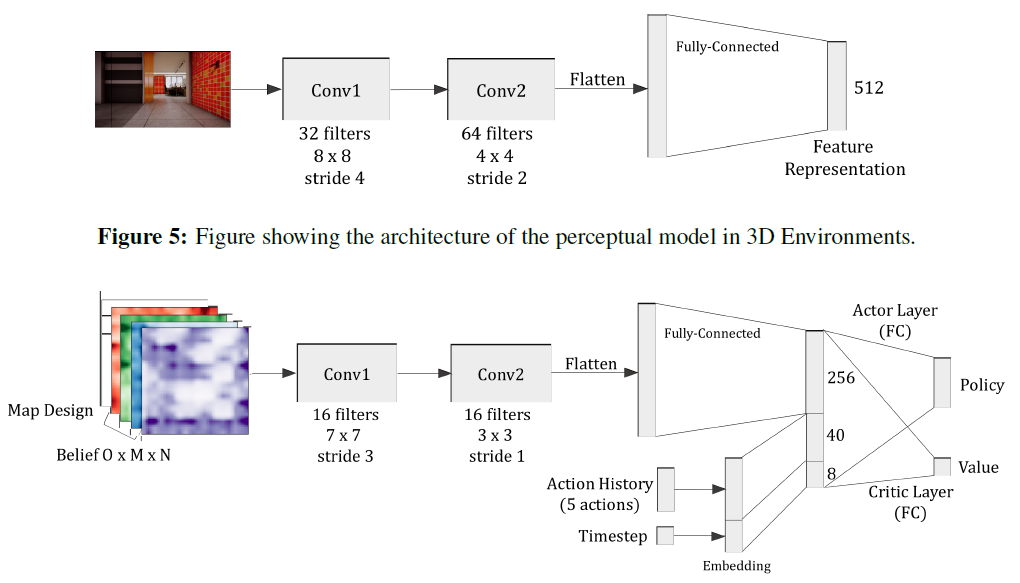 Conv1
32 filters
8 x 8
stride 4
Conv2
64 filters
4 x 4
stride 2
Flatten
Fully-Connected
512
Feature
Representation
Figure 5: Figure showing the architecture of the perceptual model in 3D Environments.
Map Design
Belief O x M x N
Conv1
16 filters
7 x 7
stride 3
Conv2
16 filters
3 x 3
stride 1
Flatten
Fully-Connected
256
40
8
Action History
(5 actions)
Timestep
Embedding
Actor Layer
(FC)
Policy
Value
Critic Layer
(FC)